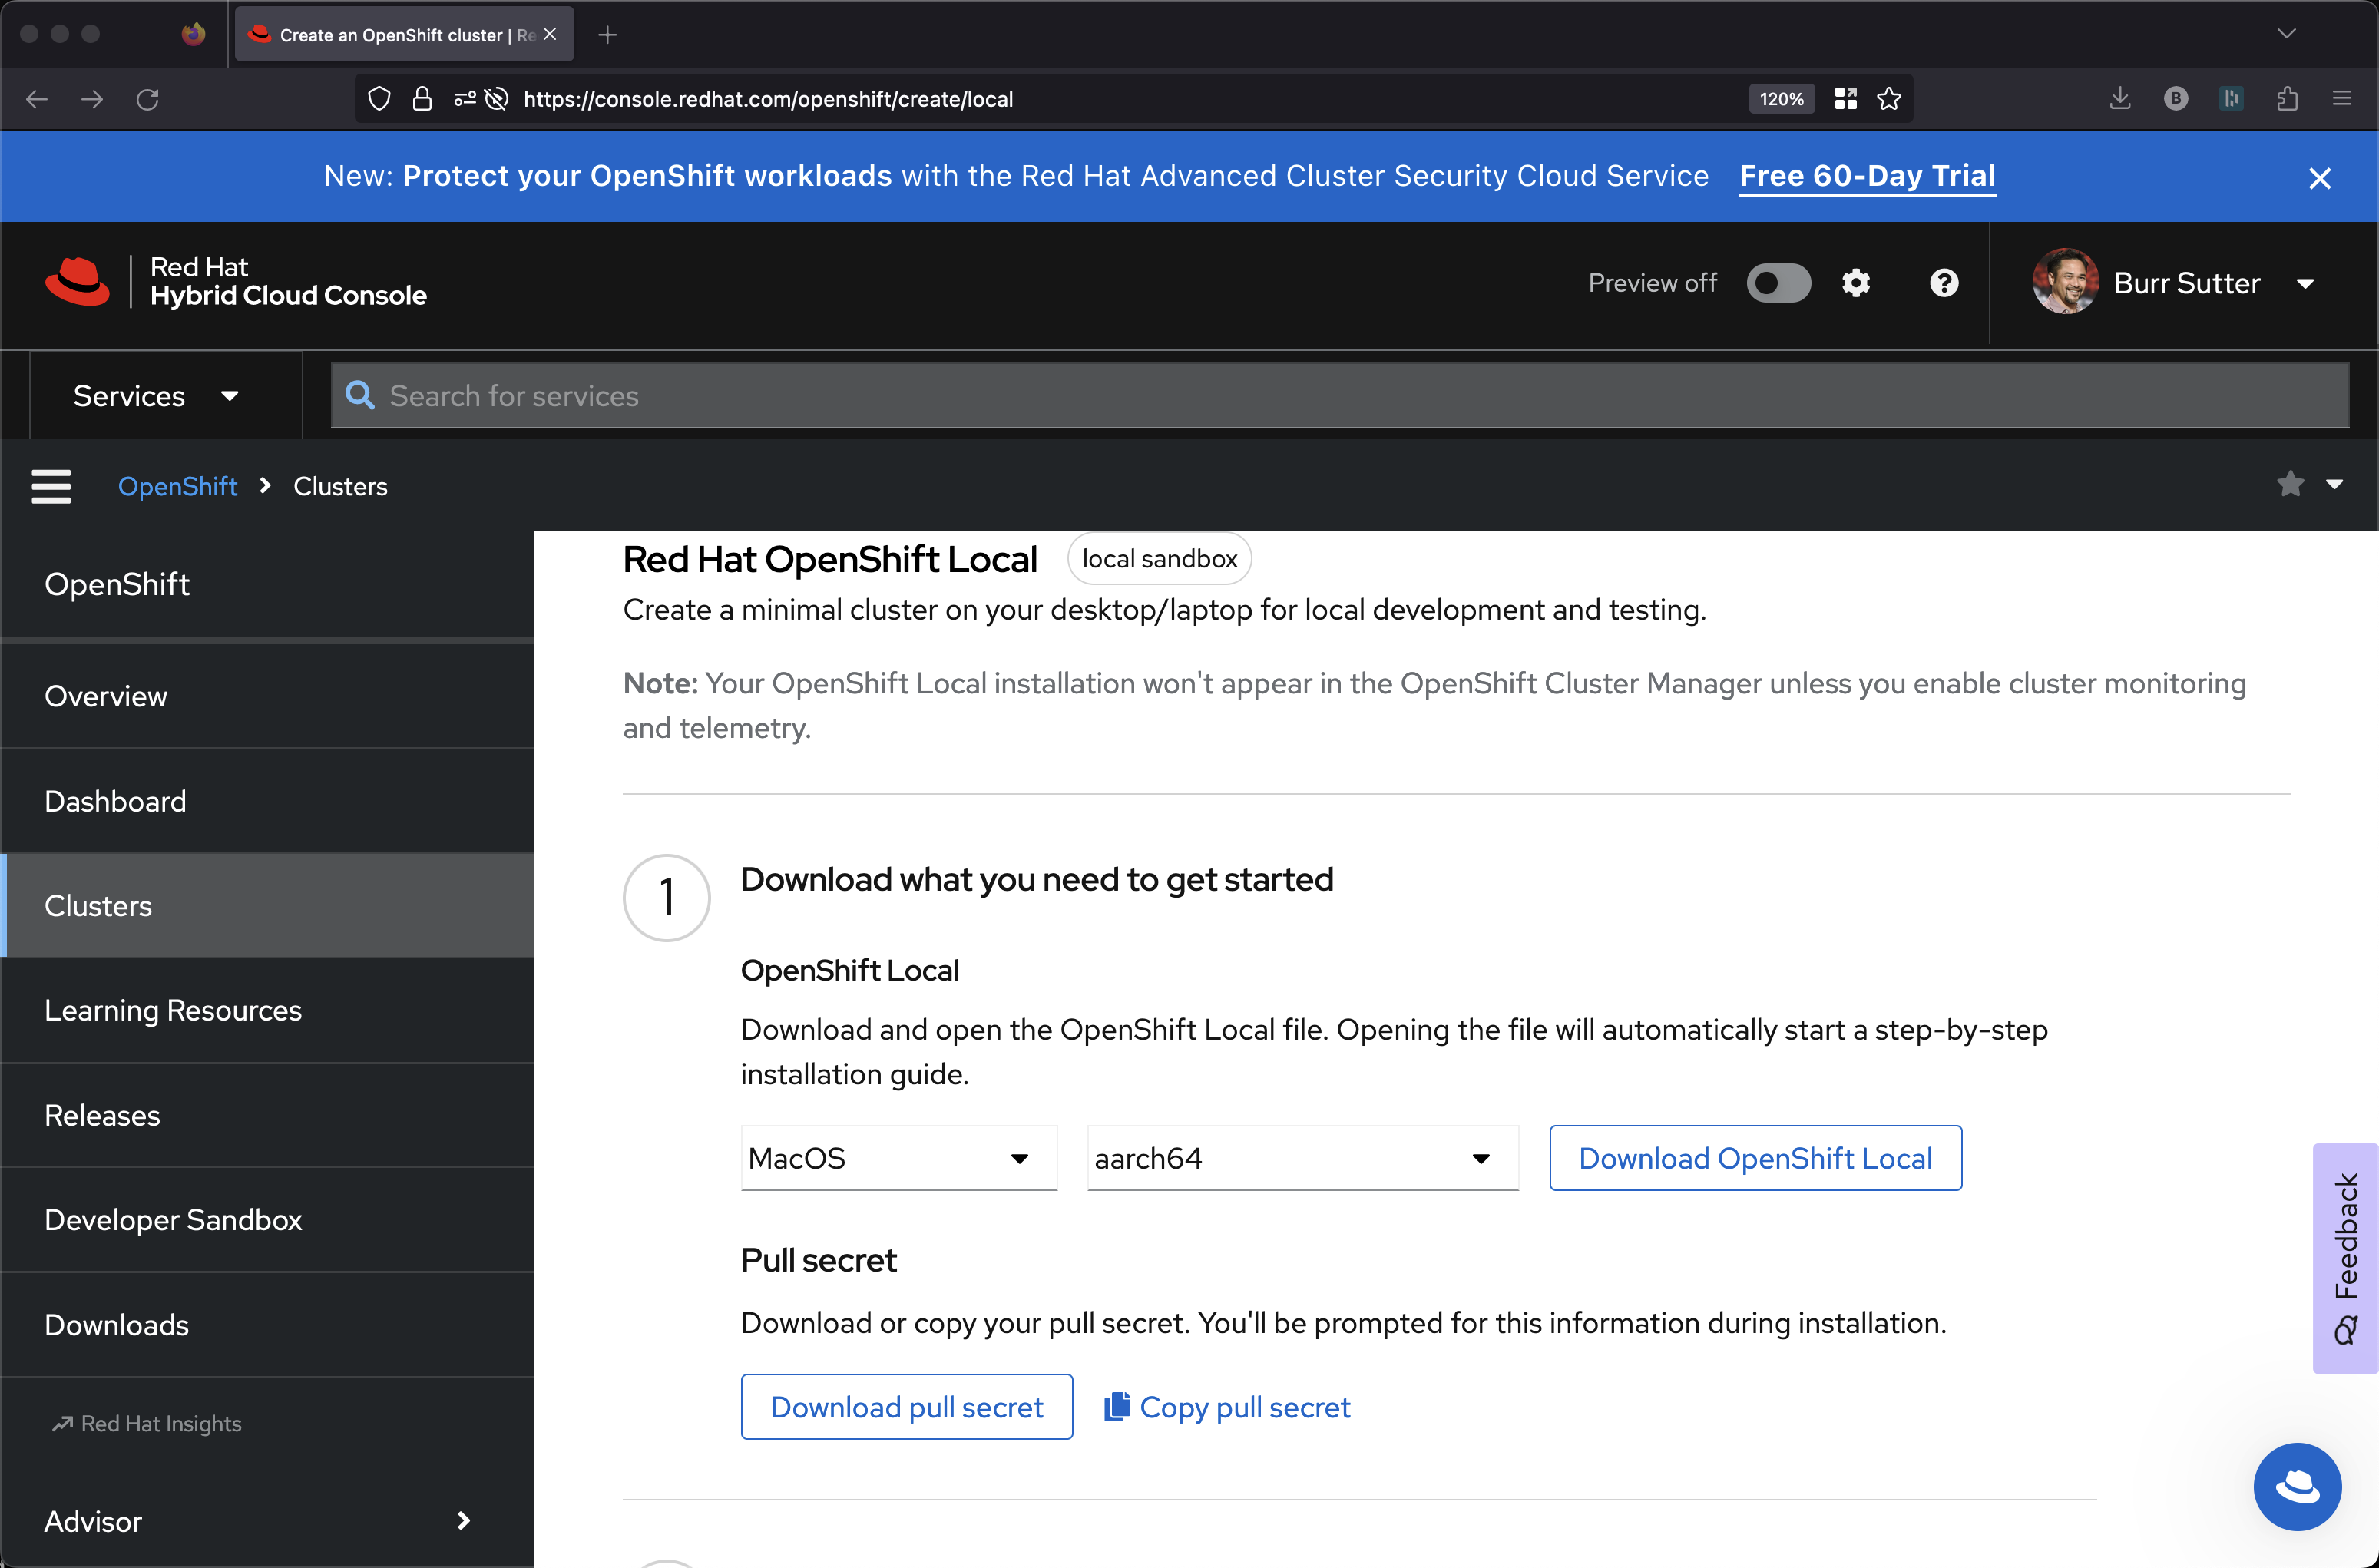 Create an OpenShift cluster | Re
https://console.redhat.com/openshift/create/local
120%
B
New: Protect your OpenShift workloads with the Red Hat Advanced Cluster Security Cloud Service Free 60-Day Trial
Red Hat
Hybrid Cloud Console
Preview off
Burr Sutter
Services
Search for services
OpenShift
Clusters
OpenShift
Overview
Dashboard
Clusters
Learning Resources
Releases
Developer Sandbox
Downloads
Red Hat Insights
Advisor
Red Hat OpenShift Local
local sandbox
Create a minimal cluster on your desktop/laptop for local development and testing.
Note: Your OpenShift Local installation won't appear in the OpenShift Cluster Manager unless you enable cluster monitoring
and telemetry.
1
Download what you need to get started
OpenShift Local
Download and open the OpenShift Local file. Opening the file will automatically start a step-by-step
installation guide.
MacOS
aarch64
Download OpenShift Local
Pull secret
Download or copy your pull secret. You'll be prompted for this information during installation.
Download pull secret
Copy pull secret
Feedback